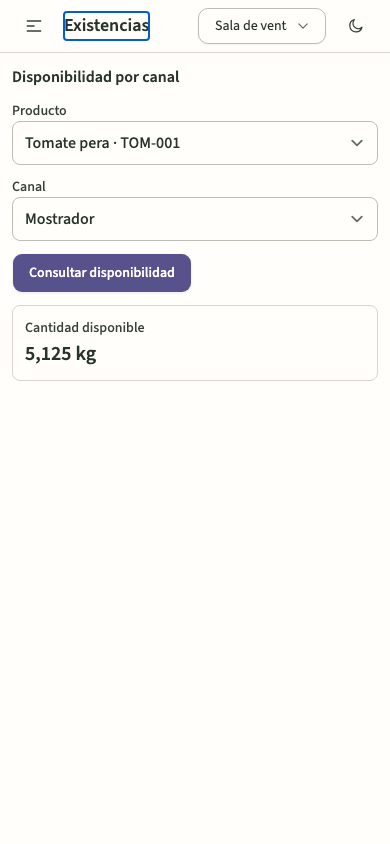 Existencias
Sala de vent
Disponibilidad por canal
Producto
Tomate pera · TOM-001
Canal
Mostrador
Consultar disponibilidad
Cantidad disponible
5,125 kg